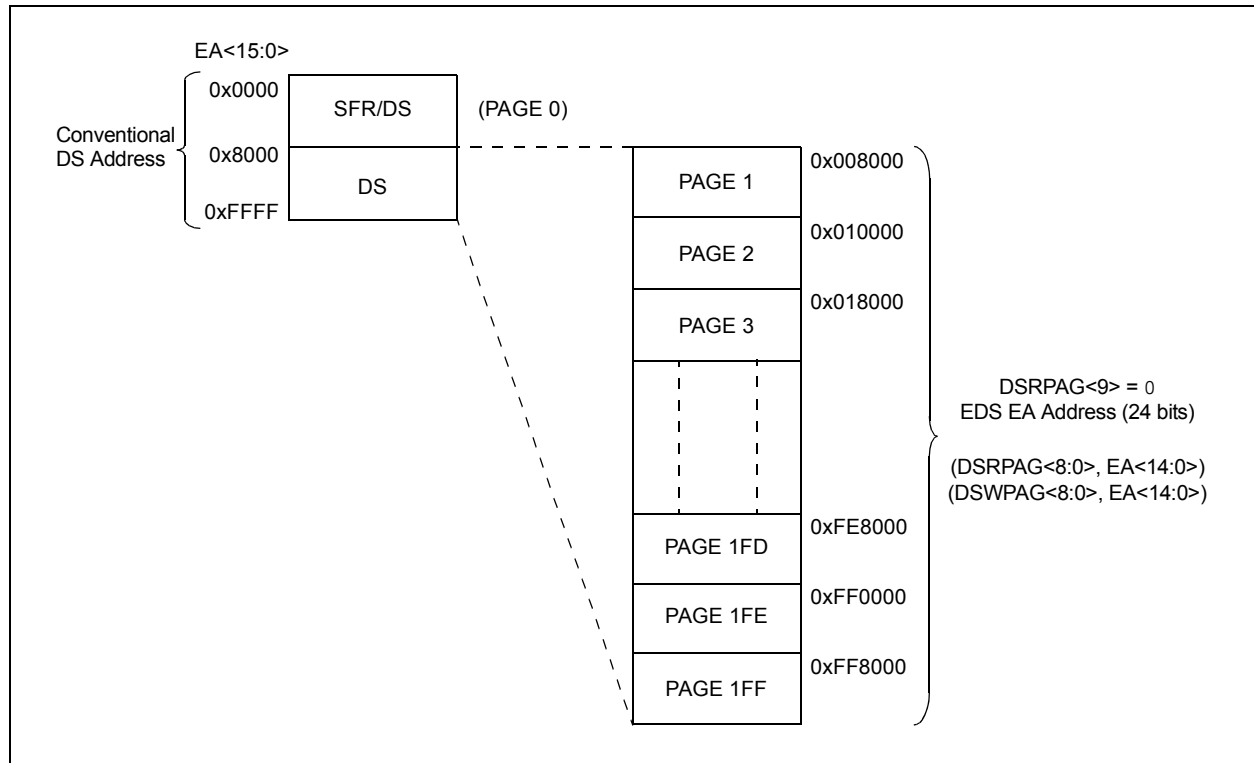 EA<15:0>
0x0000
SFR/DS
(PAGE 0)
Conventional
DS Address
0x8000
DS
0xFFFF
PAGE 1
0x008000
PAGE 2
0x010000
PAGE 3
0x018000
PAGE 1FD
0xFE8000
PAGE 1FE
0xFF0000
PAGE 1FF
0xFF8000
DSRPAG<9> = 0
EDS EA Address (24 bits)
(DSRPAG<8:0>, EA<14:0>)
(DSWPAG<8:0>, EA<14:0>)